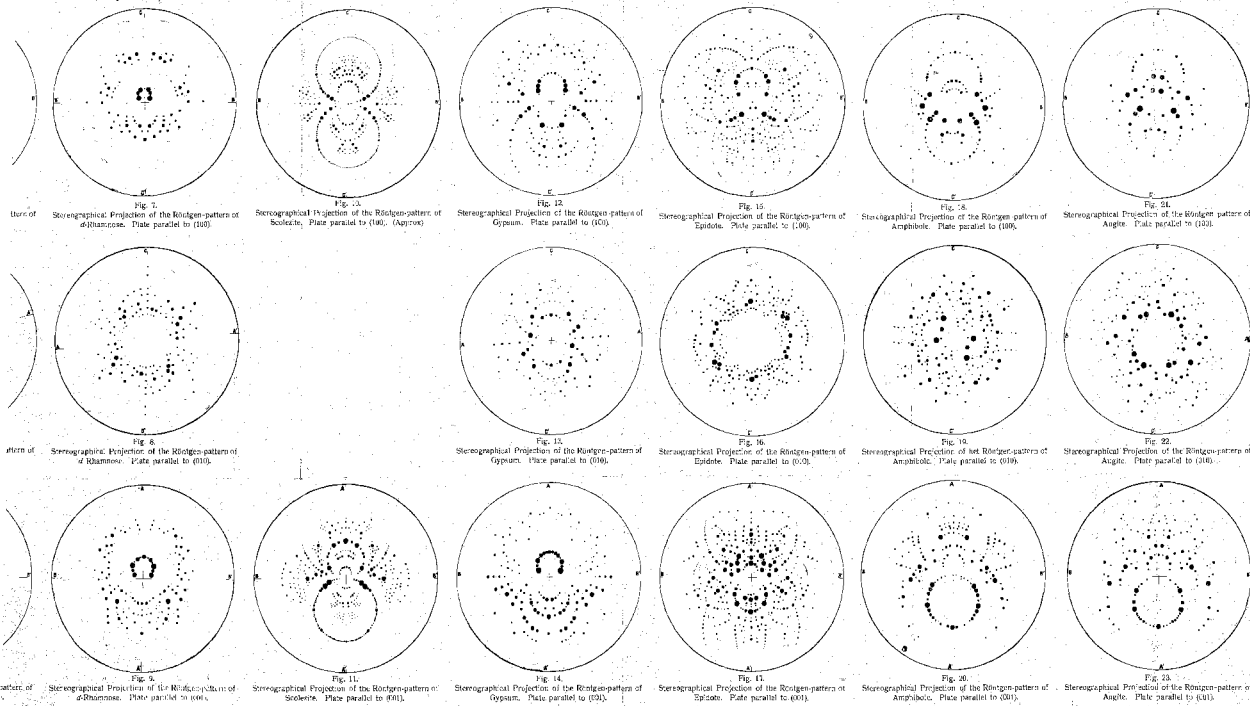 Fig. 7.
Stereographical Projection of the Röntgen-pattern of
d-Rhamnose. Plate parallel to (100).
Fig. 10.
Stereographical Projection of the Röntgen-pattern of
Scolezite. Plate parallel to (100). (Approx)
Fig. 12.
Stereographical Projection of the Röntgen-pattern of
Gypsum. Plate parallel to (100).
Fig. 15.
Stereographical Projection of the Röntgen-pattern of
Epidote. Plate parallel to (100).
Fig. 18.
Stereographical Projection of the Röntgen-pattern of
Amphibole. Plate parallel to (100).
Fig. 21.
Stereographical Projection of the Röntgen pattern of
Augite. Plate parallel to (100).
Fig. 8.
Stereographical Projection of the Röntgen-pattern of
d-Rhamnose. Plate parallel to (010).
Fig. 13.
Stereographical Projection of the Röntgen-pattern of
Gypsum. Plate parallel to (010).
Fig. 16.
Stereographical Projection of the Röntgen-pattern of
Epidote. Plate parallel to (010).
Fig. 19.
Stereographical Projection of het Röntgen-pattern of
Amphibole. Plate parallel to (010).
Fig. 22.
Stereographical Projection of the Röntgen-pattern of
Augite. Plate parallel to (010).
pattern of
Fig. 9.
Stereographical Projection of the Röntgen-pattern of
d-Rhamnose. Plate parallel to (001).
Fig. 11.
Stereographical Projection of the Röntgen-pattern of
Scolezite. Plate parallel to (001).
Fig. 14.
Stereographical Projection of the Röntgen-pattern of
Gypsum. Plate parallel to (001).
Fig. 17.
Stereographical Projection of the Röntgen-pattern of
Epidote. Plate parallel to (001).
Fig. 20.
Stereographical Projection of the Röntgen-pattern of
Amphibole. Plate parallel to (001).
Fig. 23.
Stereographical Projection of the Röntgen-pattern of
Augite. Plate parallel to (001).